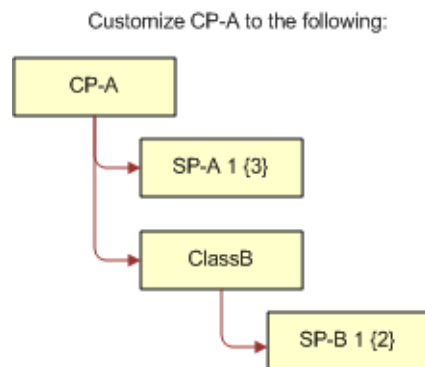 Customize CP-A to the following:
CP-A
SP-A 1 {3}
ClassB
SP-B 1 {2}